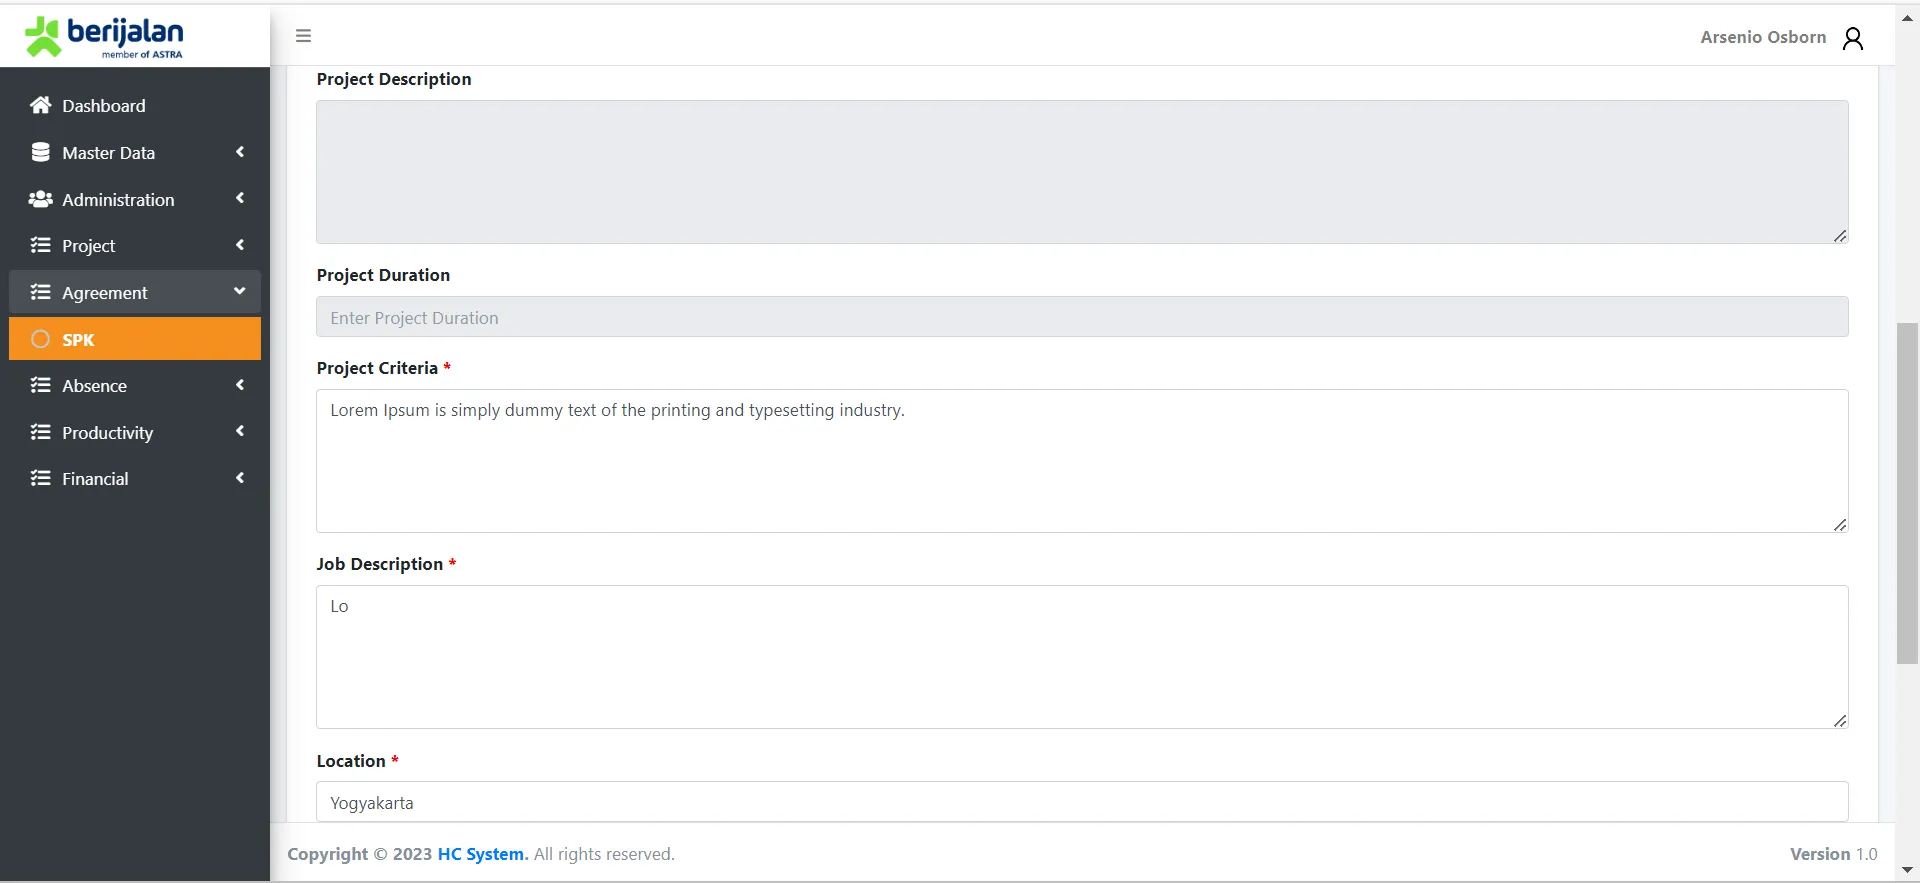 berijalan
member of ASTRA
Arsenio Osborn
Dashboard
Master Data
Administration
Project
Agreement
SPK
Absence
Productivity
Financial
Project Description
Project Duration
Enter Project Duration
Project Criteria *
Lorem Ipsum is simply dummy text of the printing and typesetting industry.
Job Description *
Lo
Location *
Yogyakarta
Copyright © 2023 HC System. All rights reserved.
Version 1.0